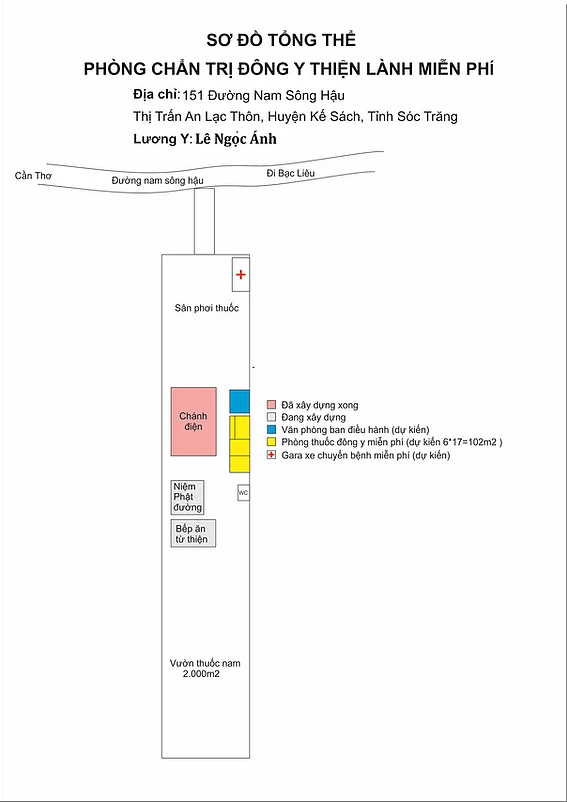 SƠ ĐỒ TỔNG THỂ
PHÒNG CHẨN TRỊ ĐÔNG Y THIỆN LÀNH MIỄN PHÍ
Địa chỉ: 151 Đường Nam Sông Hậu
Thị Trấn An Lạc Thôn, Huyện Kế Sách, Tỉnh Sóc Trăng
Lương Y: Lê Ngọc Ánh
Cần Thơ
Đường nam sông hậu
Đi Bạc Liêu
Sân phơi thuốc
Chánh
điện
Đã xây dựng xong
Đang xây dựng
Văn phòng ban điều hành (dự kiến)
Phòng thuốc đông y miễn phí (dự kiến 6*17=102m2 )
Gara xe chuyển bệnh miễn phí (dự kiến)
Niệm
Phật
đường
WC
Bếp ăn
từ thiện
Vườn thuốc nam
2.000m2